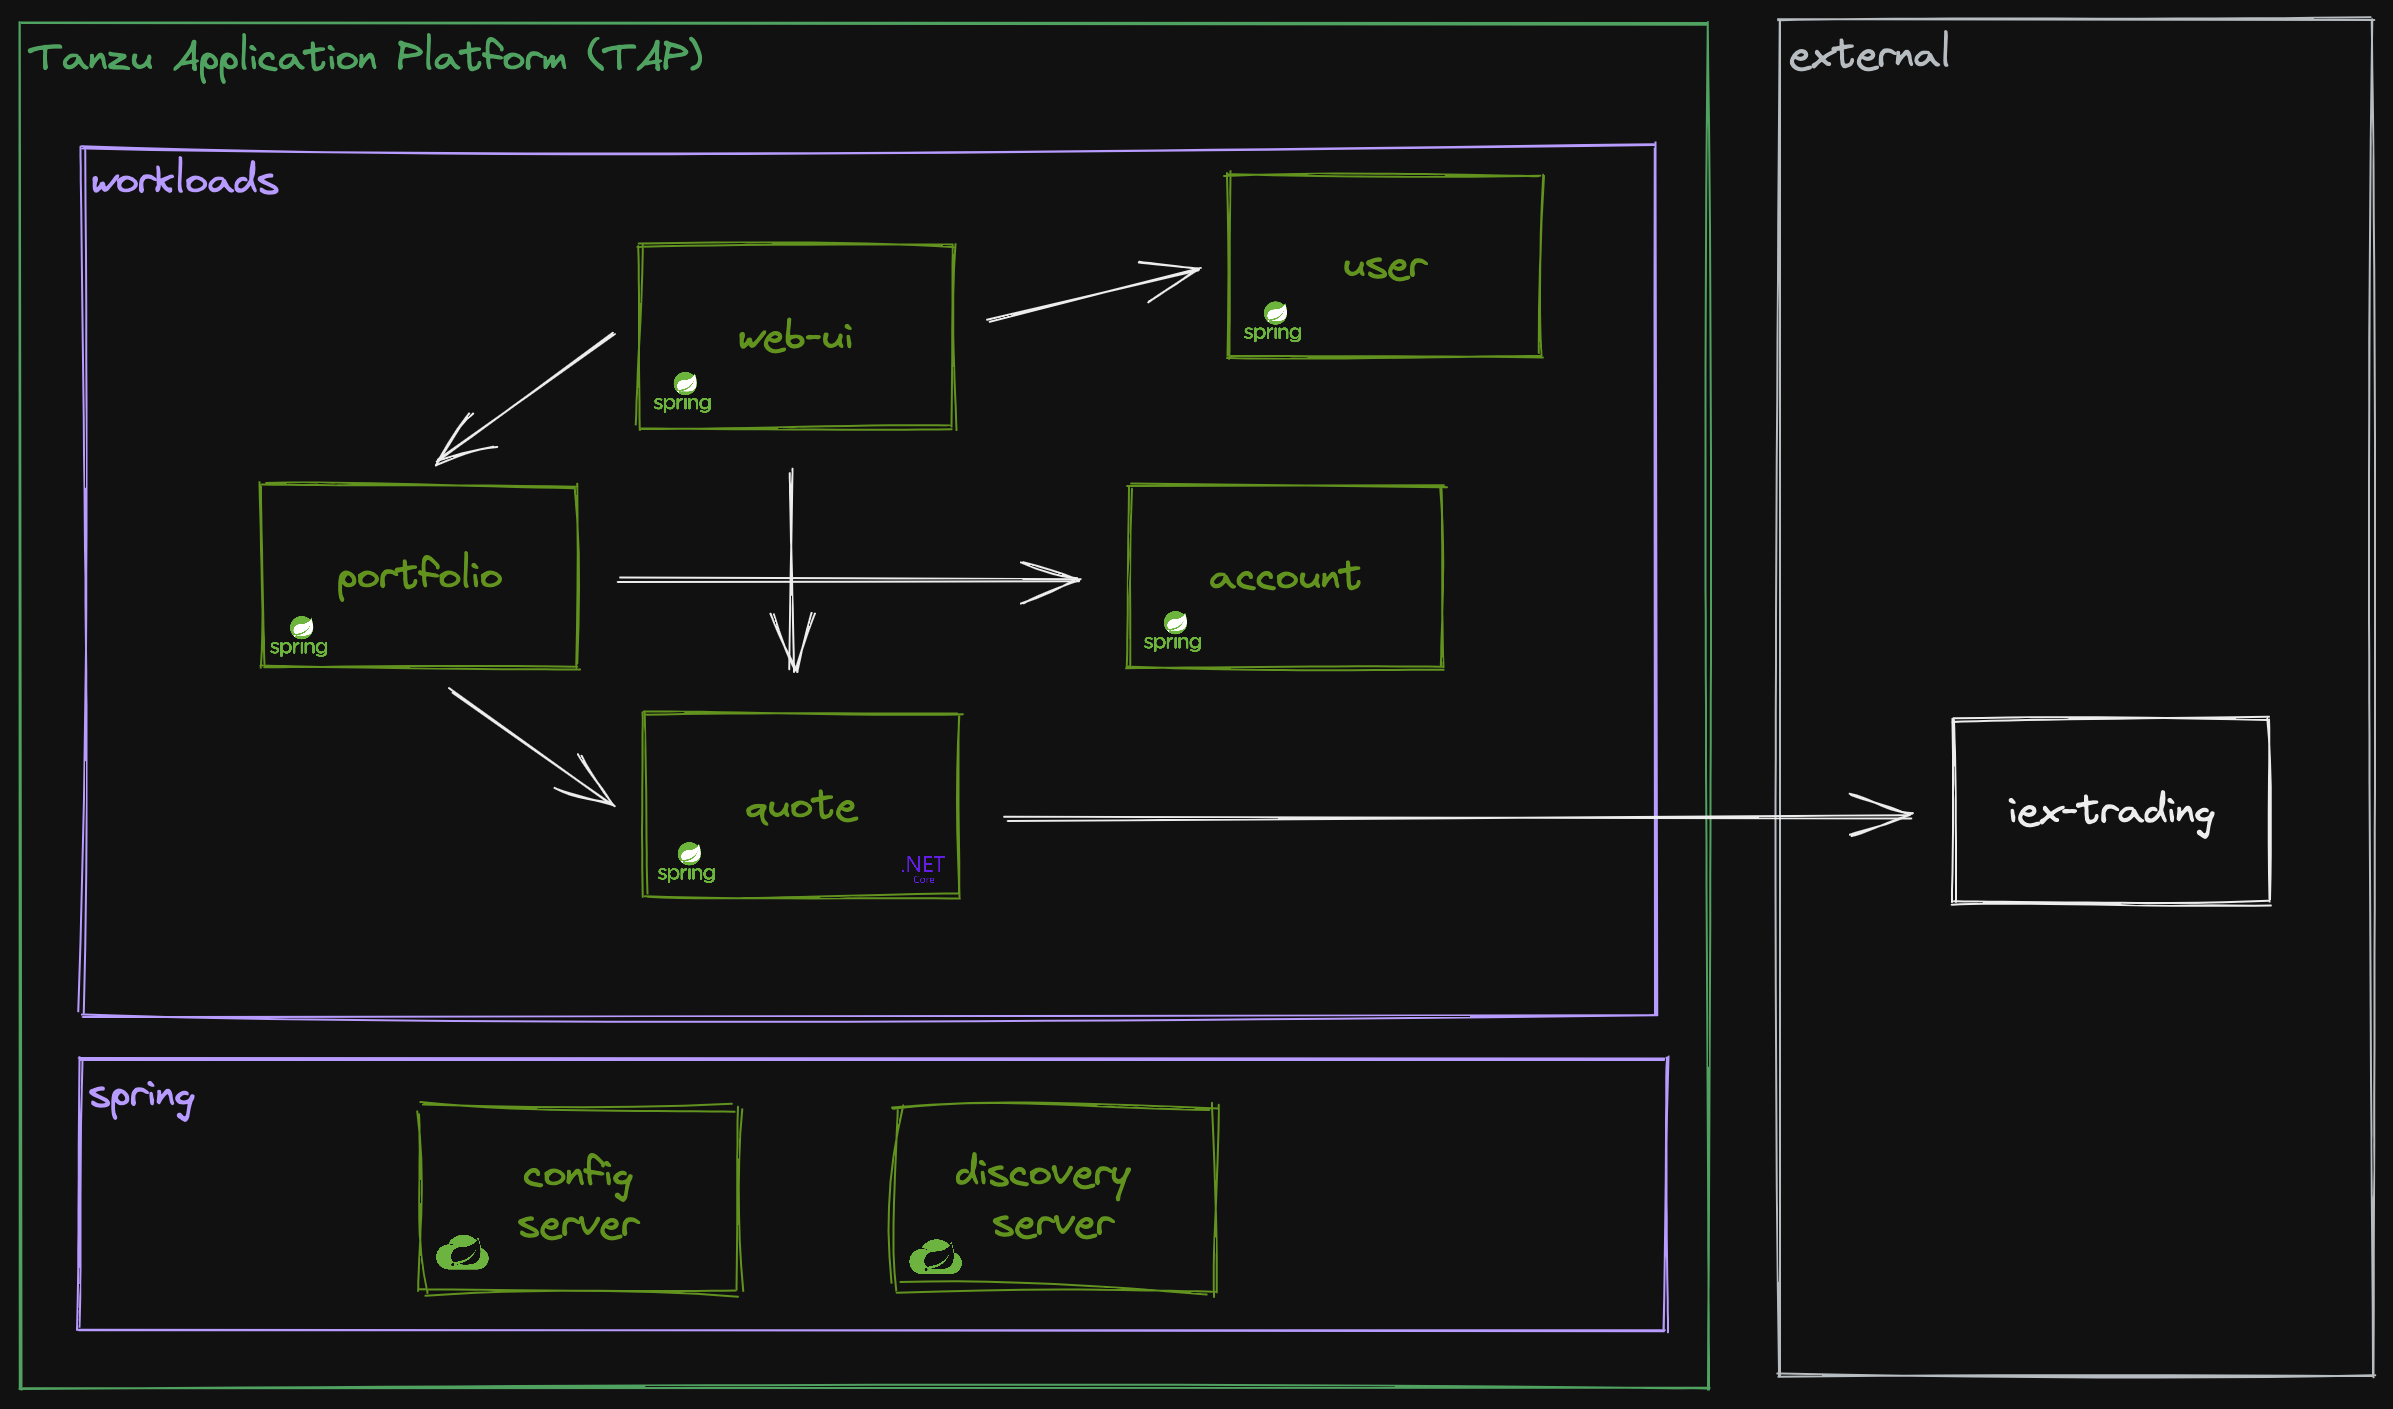 Tanzu Application Platform (TAP)
external
workloads
user
spring
web-ui
spring
portfolio
spring
account
spring
quote
spring
.NET
Core
iex-trading
spring
config
server
discovery
server